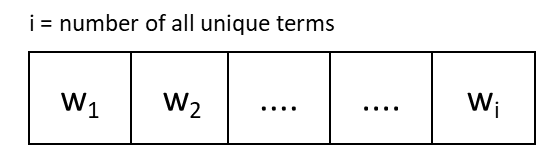 i = number of all unique terms
w₁ w₂ .... .... wᵢ